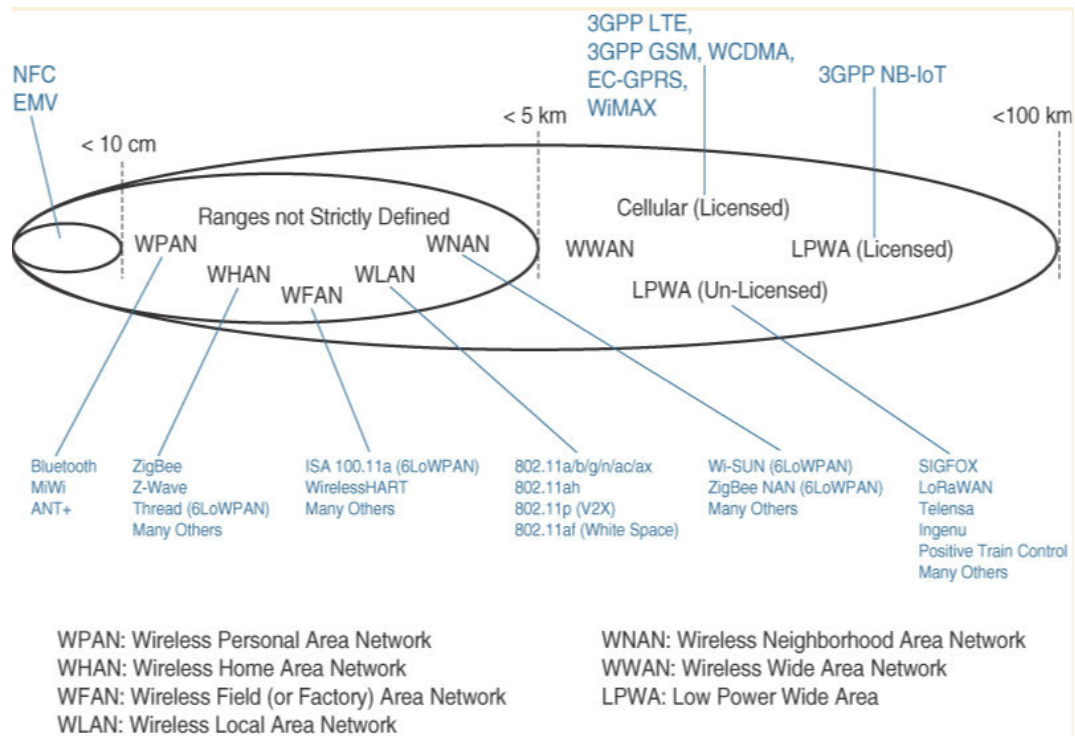 3GPP LTE,
3GPP GSM, WCDMA,
EC-GPRS,
WiMAX
3GPP NB-IoT
NFC
EMV
< 10 cm
< 5 km
<100 km
Ranges not Strictly Defined
Cellular (Licensed)
WPAN
WNAN
WWAN
LPWA (Licensed)
WHAN
WLAN
WFAN
LPWA (Un-Licensed)
Bluetooth
MiWi
ANT+
ZigBee
Z-Wave
Thread (6LoWPAN)
Many Others
ISA 100.11a (6LoWPAN)
WirelessHART
Many Others
802.11a/b/g/n/ac/ax
802.11ah
802.11p (V2X)
802.11af (White Space)
Wi-SUN (6LoWPAN)
ZigBee NAN (6LoWPAN)
Many Others
SIGFOX
LoRaWAN
Telensa
Ingenu
Positive Train Control
Many Others
WPAN: Wireless Personal Area Network
WHAN: Wireless Home Area Network
WFAN: Wireless Field (or Factory) Area Network
WLAN: Wireless Local Area Network
WNAN: Wireless Neighborhood Area Network
WWAN: Wireless Wide Area Network
LPWA: Low Power Wide Area